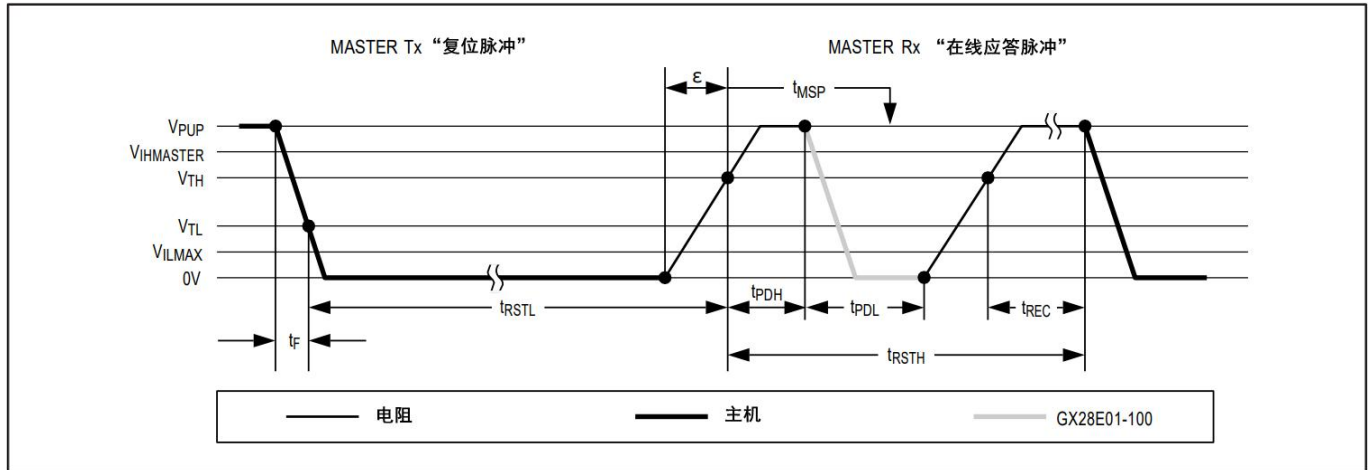 MASTER Tx “复位脉冲”
MASTER Rx “在线应答脉冲”
ε
tMSP
VPUP
VIHMASTER
VTH
VTL
VILMAX
0V
tRSTL
tPDH
tPDL
tREC
tF
tRSTH
电阻
主机
GX28E01-100